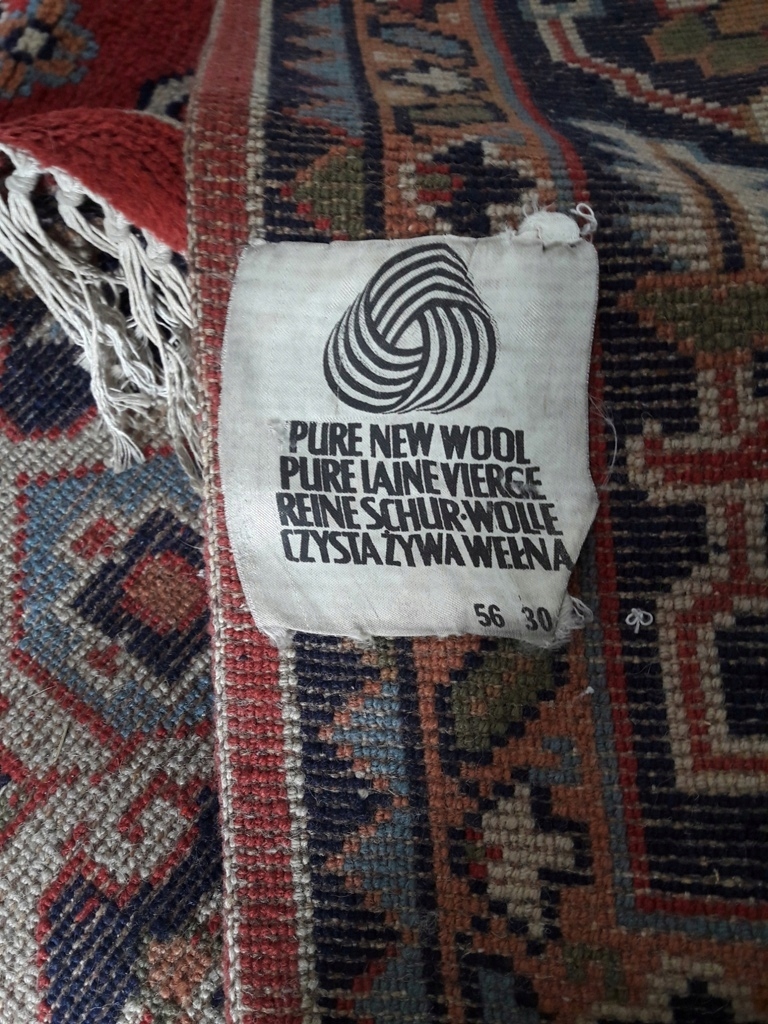 PURE NEW WOOL
PURE LAINE VIERGE
REINE SCHUR·WOLLE
CZYSTA ŻYWA WEŁNA
56 30